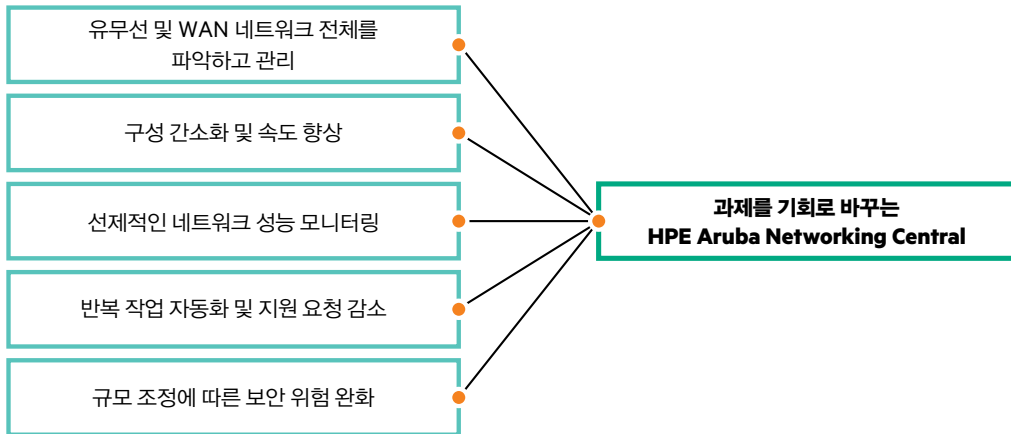 유무선 및 WAN 네트워크 전체를
파악하고 관리
구성 간소화 및 속도 향상
선제적인 네트워크 성능 모니터링
반복 작업 자동화 및 지원 요청 감소
규모 조정에 따른 보안 위험 완화
과제를 기회로 바꾸는
HPE Aruba Networking Central